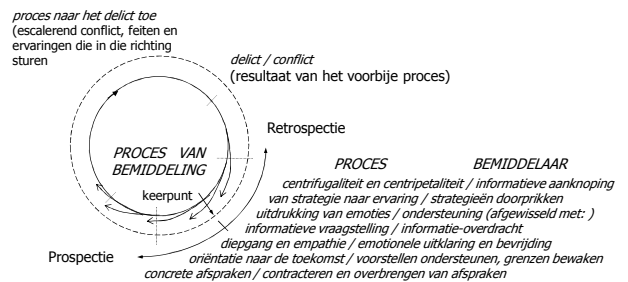 proces naar het delict toe
(escalerend conflict, feiten en
ervaringen die in die richting
sturen
delict / conflict
(resultaat van het voorbije proces)
Retrospectie
PROCES VAN
BEMIDDELING
keerpunt
Prospectie
PROCES BEMIDDELAAR
centrifugaliteit en centripetaliteit / informatieve aanknoping
van strategie naar ervaring / strategieën doorprikken
uitdrukking van emoties / ondersteuning (afgewisseld met: )
informatieve vraagstelling / informatie-overdracht
diepgang en empathie / emotionele uitklaring en bevrijding
oriëntatie naar de toekomst / voorstellen ondersteunen, grenzen bewaken
concrete afspraken / contracteren en overbrengen van afspraken